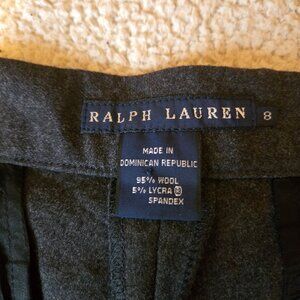 RALPH LAUREN 8
MADE IN
DOMINICAN REPUBLIC
95% WOOL
5% LYCRA ®
SPANDEX